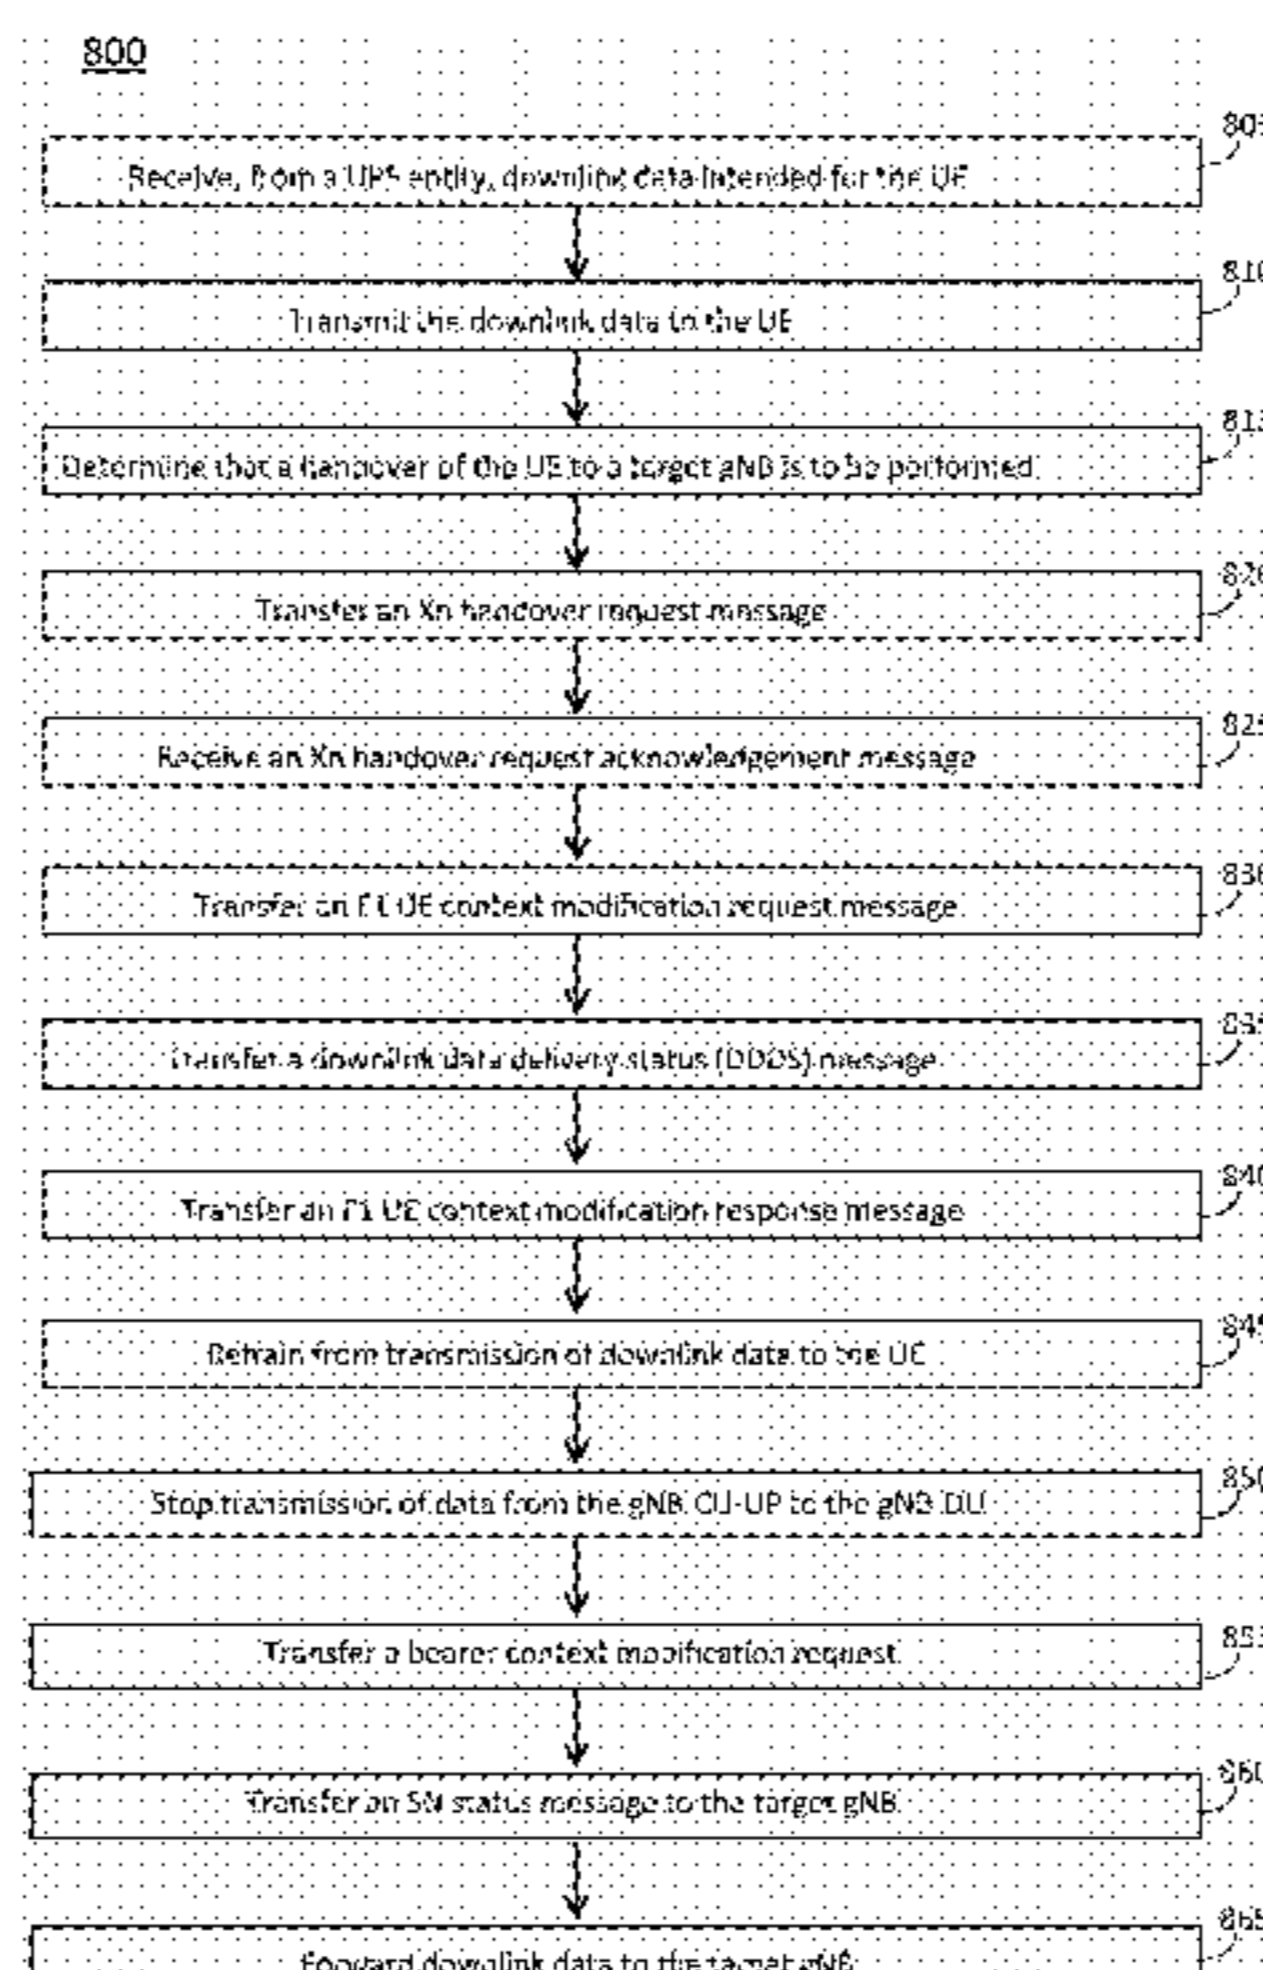 800
805
Receive, from a UPF entity, downlink data intended for the UE
810
Transmit the downlink data to the UE
815
Determine that a handover of the UE to a target gNB is to be performed
820
Transfer an Xn handover request message
825
Receive an Xn handover request acknowledgement message
830
Transfer an F1 UE context modification request message
835
Transfer a downlink data delivery status (DDDS) message
840
Transfer an F1 UE context modification response message
845
Refrain from transmission of downlink data to the UE
850
Stop transmission of data from the gNB CU-UP to the gNB DU
855
Transfer a bearer context modification request
860
Transfer an SN status message to the target gNB
865
Forward downlink data to the target gNB